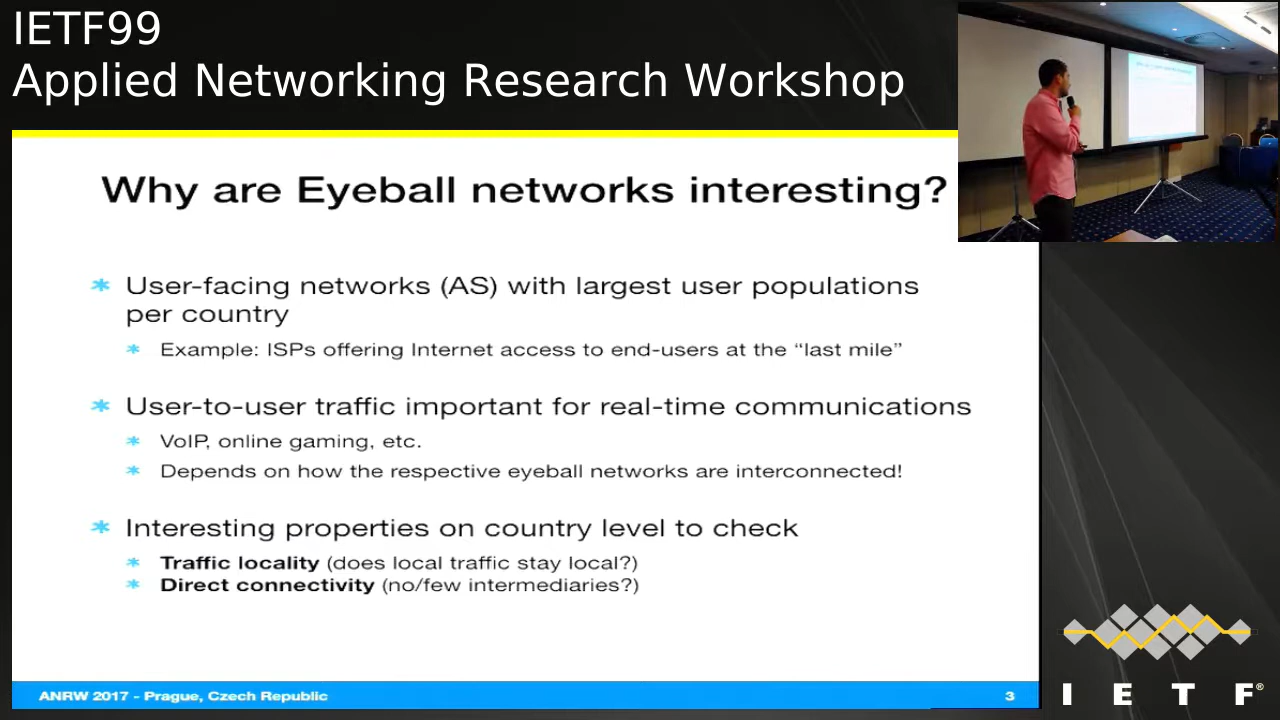 IETF99
Applied Networking Research Workshop
Why are Eyeball networks interesting?
* User-facing networks (AS) with largest user populations
per country
* Example: ISPs offering Internet access to end-users at the “last mile”
* User-to-user traffic important for real-time communications
* VoIP, online gaming, etc.
* Depends on how the respective eyeball networks are interconnected!
* Interesting properties on country level to check
* Traffic locality (does local traffic stay local?)
* Direct connectivity (no/few intermediaries?)
ANRW 2017 - Prague, Czech Republic
3
I E T F®